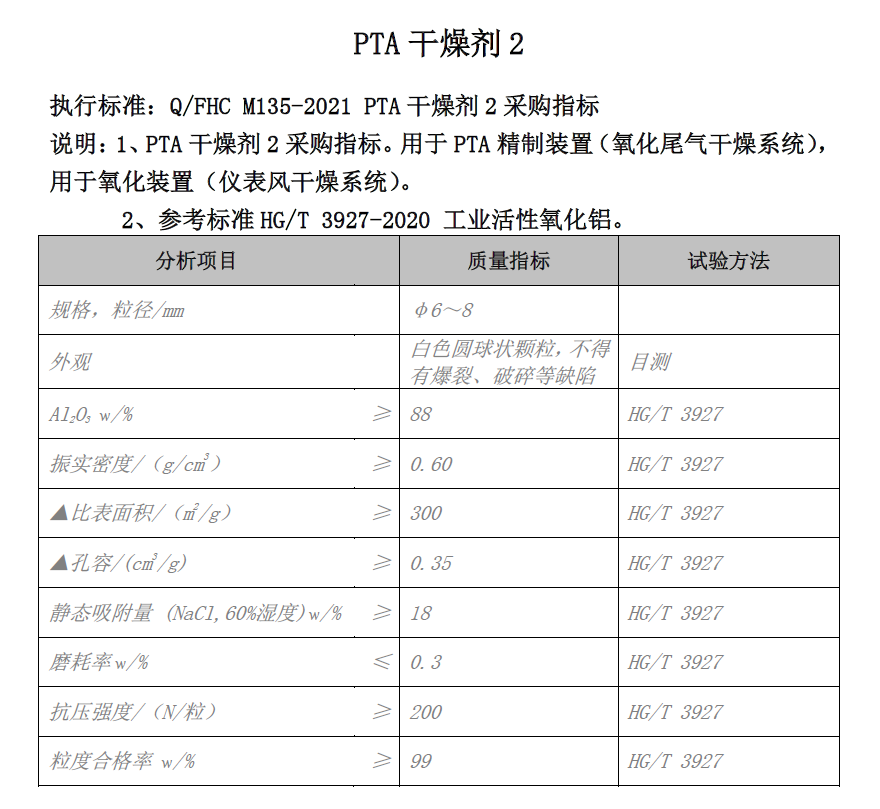 PTA 干燥剂 2
执行标准：Q/FHC M135-2021 PTA 干燥剂 2 采购指标
说明：1、PTA 干燥剂 2 采购指标。用于 PTA 精制装置（氧化尾气干燥系统），
用于氧化装置（仪表风干燥系统）。
2、参考标准 HG/T 3927-2020 工业活性氧化铝。
分析项目 质量指标 试验方法
规格，粒径/mm φ6～8
外观 白色圆球状颗粒，不得有爆裂、破碎等缺陷 目测
Al₂O₃ w/% ≥ 88 HG/T 3927
振实密度/（g/cm³） ≥ 0.60 HG/T 3927
▲比表面积/（m²/g） ≥ 300 HG/T 3927
▲孔容/(cm³/g) ≥ 0.35 HG/T 3927
静态吸附量 (NaCl,60%湿度)w/% ≥ 18 HG/T 3927
磨耗率 w/% ≤ 0.3 HG/T 3927
抗压强度/（N/粒） ≥ 200 HG/T 3927
粒度合格率 w/% ≥ 99 HG/T 3927